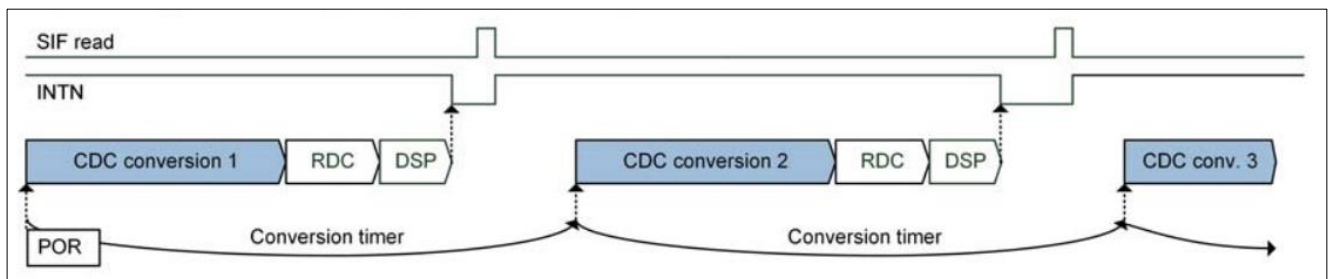 SIF read
INTN
CDC conversion 1
RDC
DSP
CDC conversion 2
RDC
DSP
CDC conv. 3
POR
Conversion timer
Conversion timer